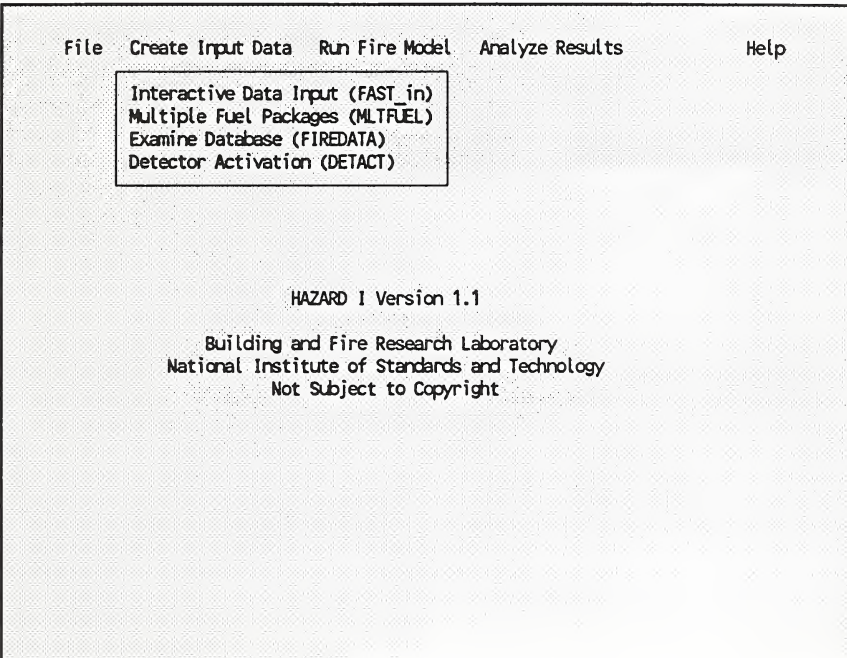 File Create Input Data Run Fire Model Analyze Results Help
Interactive Data Input (FAST_in)
Multiple Fuel Packages (MLTFUEL)
Examine Database (FIREDATA)
Detector Activation (DETACT)
HAZARD I Version 1.1
Building and Fire Research Laboratory
National Institute of Standards and Technology
Not Subject to Copyright